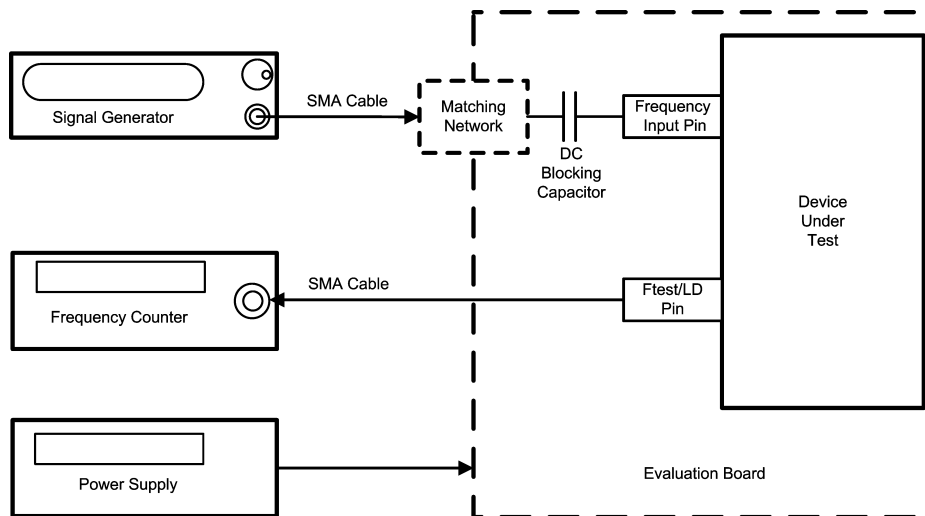 Signal Generator
SMA Cable
Matching
Network
DC
Blocking
Capacitor
Frequency
Input Pin
Device
Under
Test
SMA Cable
Frequency Counter
Ftest/LD
Pin
Power Supply
Evaluation Board